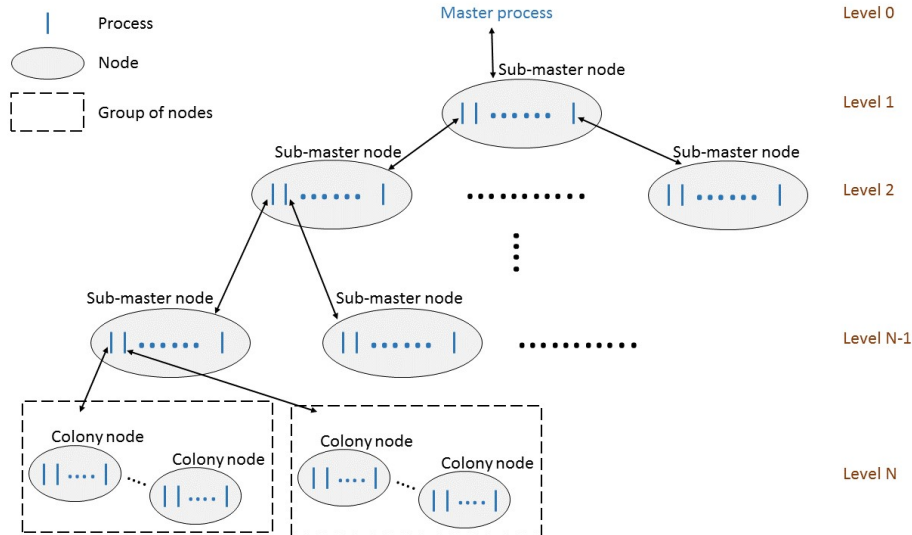 Master process
Level 0
Process
Node
Sub-master node
Group of nodes
Level 1
Sub-master node
Sub-master node
Level 2
Sub-master node
Sub-master node
Level N-1
Colony node
Colony node
Colony node
Colony node
Level N